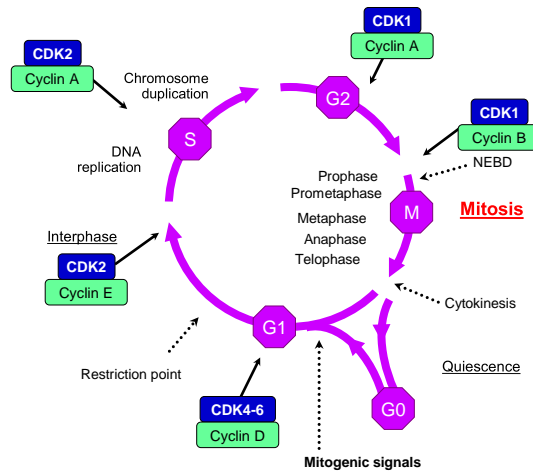 CDK1
Cyclin A
CDK2
Cyclin A
Chromosome
duplication
G2
CDK1
Cyclin B
S
DNA
replication
NEBD
Prophase
Prometaphase
Metaphase
Anaphase
Telophase
M
Mitosis
Interphase
CDK2
Cyclin E
Cytokinesis
G1
Restriction point
Quiescence
CDK4-6
Cyclin D
G0
Mitogenic signals